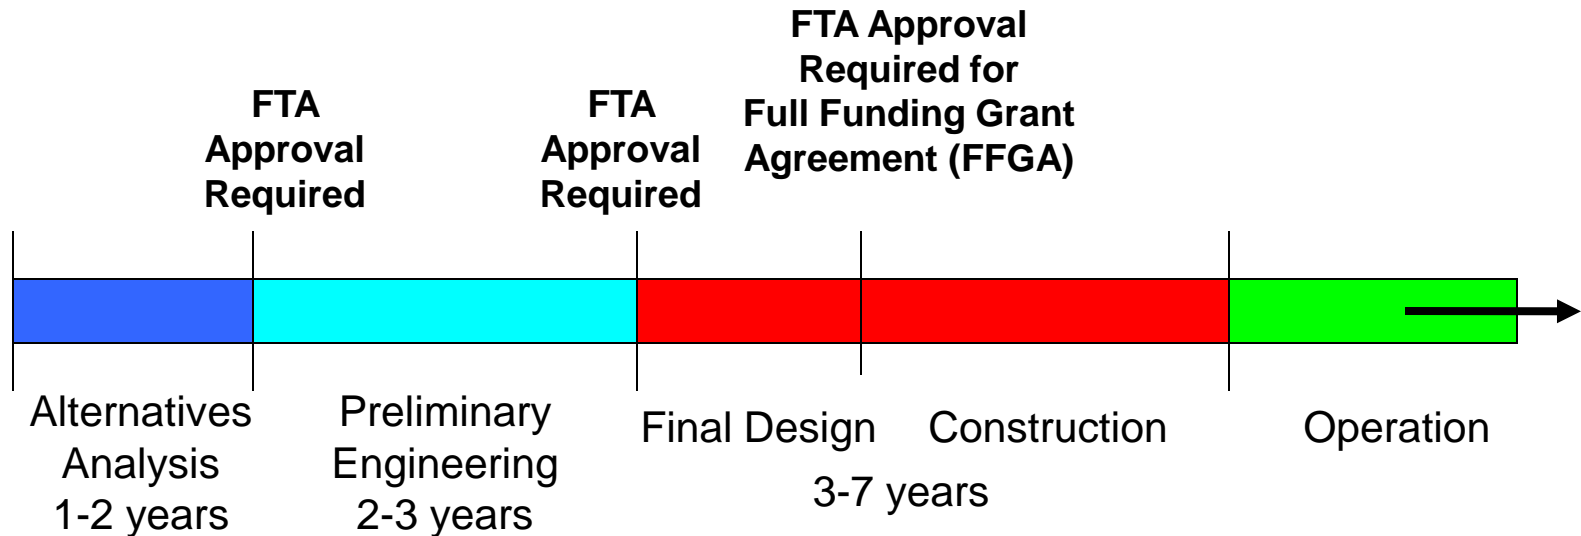 FTA
Approval
Required
FTA
Approval
Required
FTA Approval
Required for
Full Funding Grant
Agreement (FFGA)
Alternatives
Analysis
1-2 years
Preliminary
Engineering
2-3 years
Final Design
Construction
3-7 years
Operation